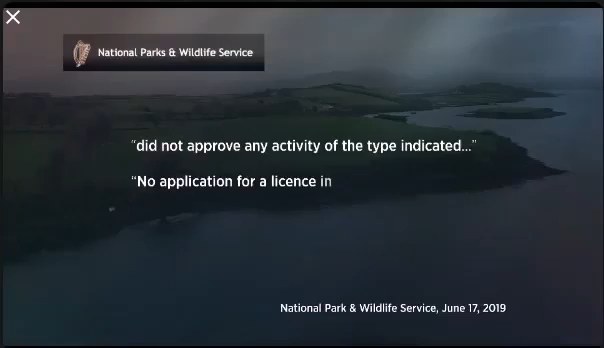 National Parks & Wildlife Service
“did not approve any activity of the type indicated...”
“No application for a licence in
National Park & Wildlife Service, June 17, 2019